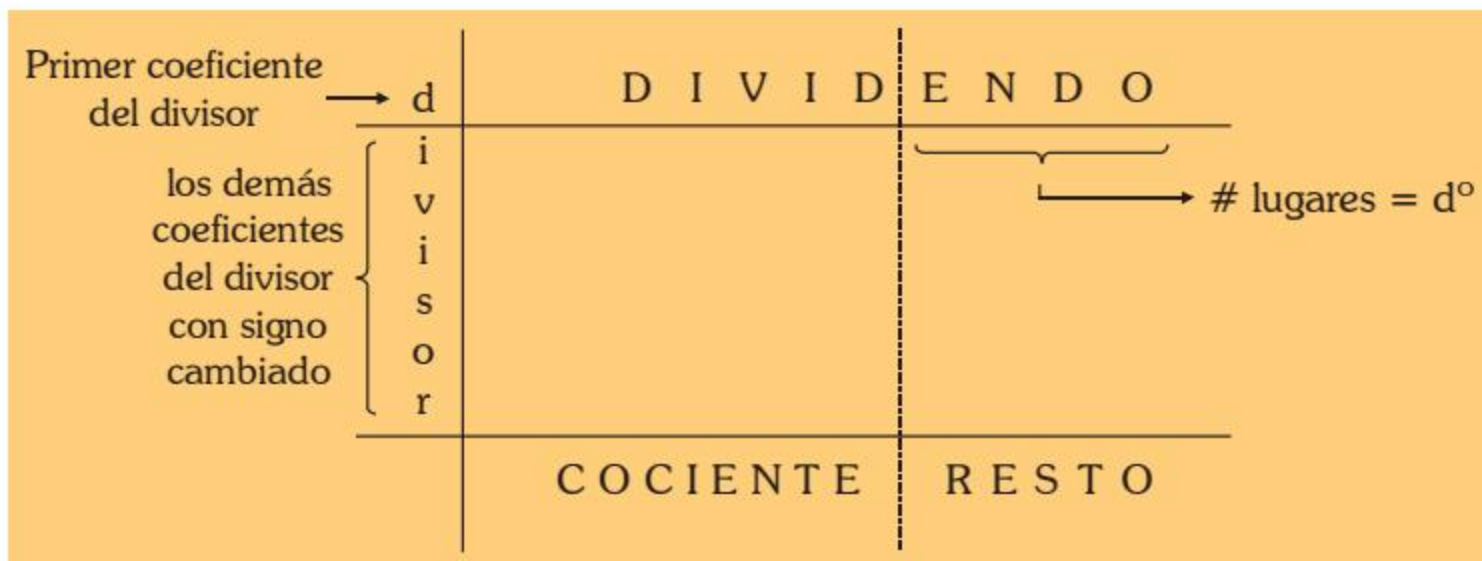 Primer coeficiente
del divisor
d
D I V I D E N D O
los demás
coeficientes
del divisor
con signo
cambiado
i
v
i
s
o
r
# lugares = d°
C O C I E N T E
R E S T O